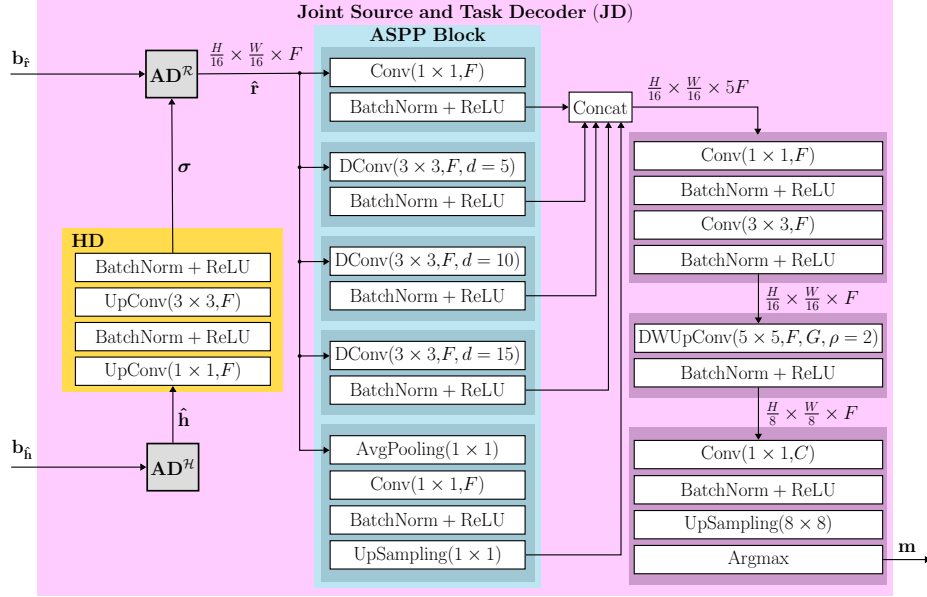 Joint Source and Task Decoder (JD)
b_r̂
AD^ℛ
H/16 × W/16 × F
r̂
σ
HD
BatchNorm + ReLU
UpConv(3 × 3,F)
BatchNorm + ReLU
UpConv(1 × 1,F)
ĥ
b_ĥ
AD^ℋ
ASPP Block
Conv(1 × 1,F)
BatchNorm + ReLU
DConv(3 × 3,F, d = 5)
BatchNorm + ReLU
DConv(3 × 3,F, d = 10)
BatchNorm + ReLU
DConv(3 × 3,F, d = 15)
BatchNorm + ReLU
AvgPooling(1 × 1)
Conv(1 × 1,F)
BatchNorm + ReLU
UpSampling(1 × 1)
Concat
H/16 × W/16 × 5F
Conv(1 × 1,F)
BatchNorm + ReLU
Conv(3 × 3,F)
BatchNorm + ReLU
H/16 × W/16 × F
DWUpConv(5 × 5,F, G, ρ = 2)
BatchNorm + ReLU
H/8 × W/8 × F
Conv(1 × 1,C)
BatchNorm + ReLU
UpSampling(8 × 8)
Argmax
m